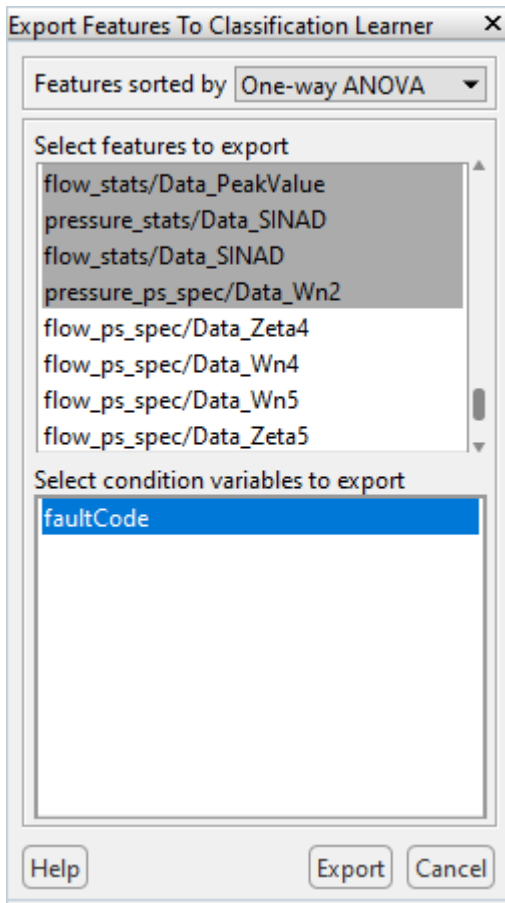 Export Features To Classification Learner
Features sorted by One-way ANOVA
Select features to export
flow_stats/Data_PeakValue
pressure_stats/Data_SINAD
flow_stats/Data_SINAD
pressure_ps_spec/Data_Wn2
flow_ps_spec/Data_Zeta4
flow_ps_spec/Data_Wn4
flow_ps_spec/Data_Wn5
flow_ps_spec/Data_Zeta5
Select condition variables to export
faultCode
Help Export Cancel